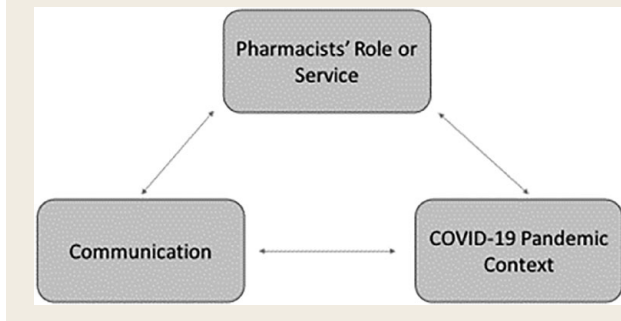 Pharmacists' Role or
Service
Communication
COVID-19 Pandemic
Context